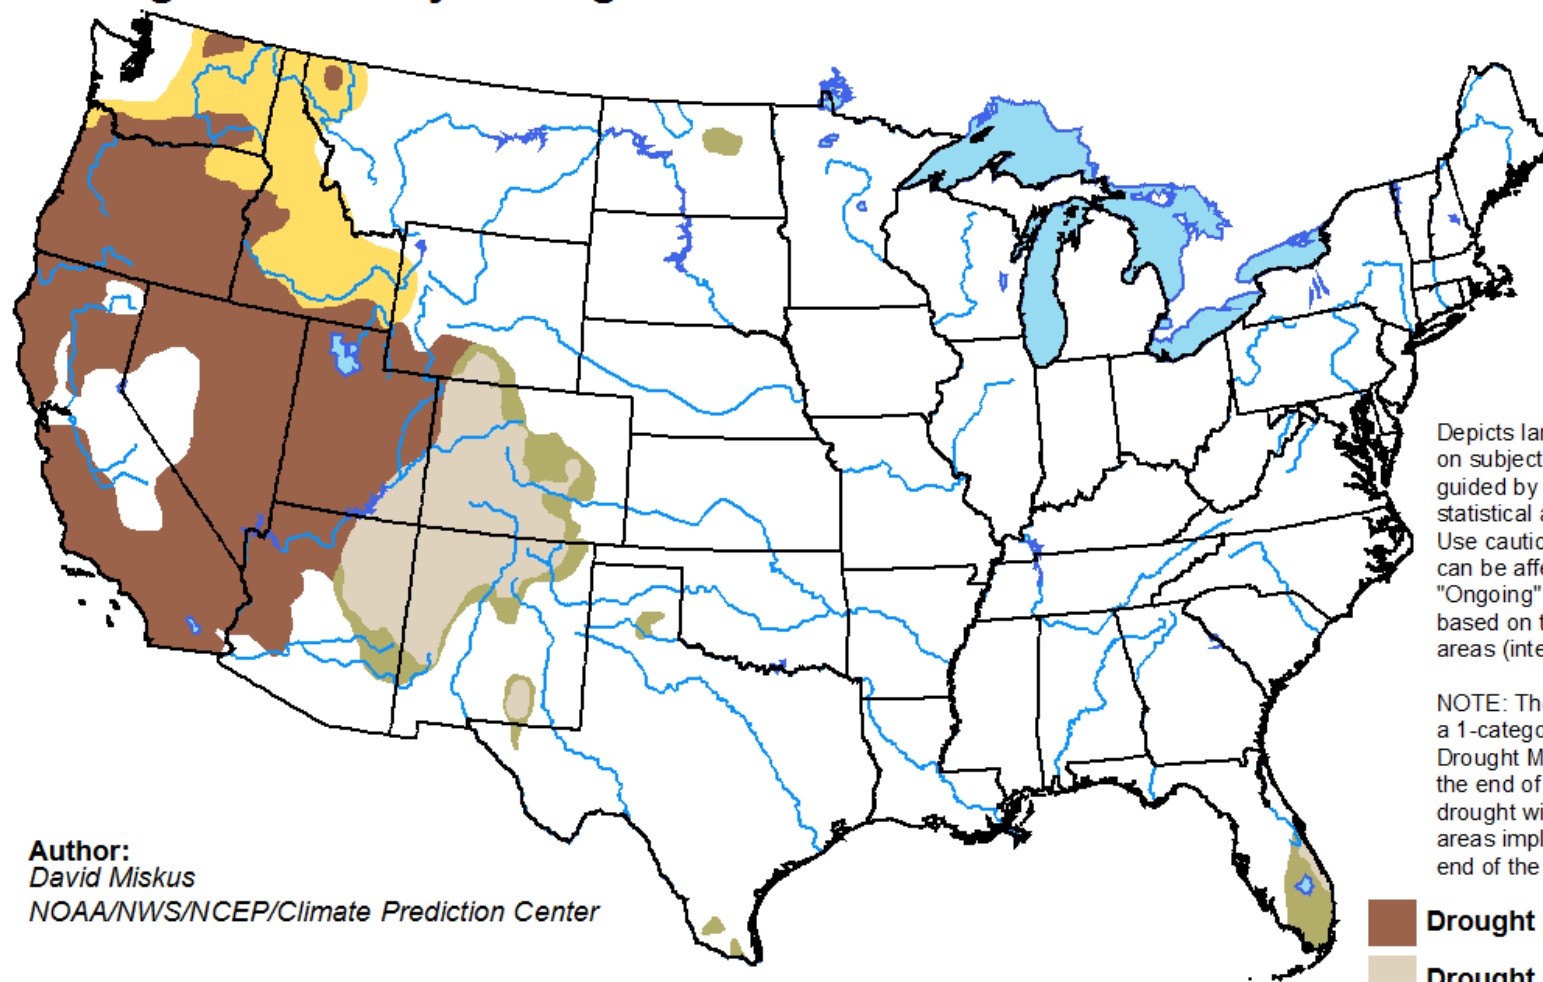 Depicts lar
on subject
guided by
statistical a
Use cautio
can be affe
"Ongoing"
based on t
areas (inte
NOTE: The
a 1-catego
Drought M
the end of
drought wi
areas impl
end of the
Author:
David Miskus
NOAA/NWS/NCEP/Climate Prediction Center
Drought
Drought